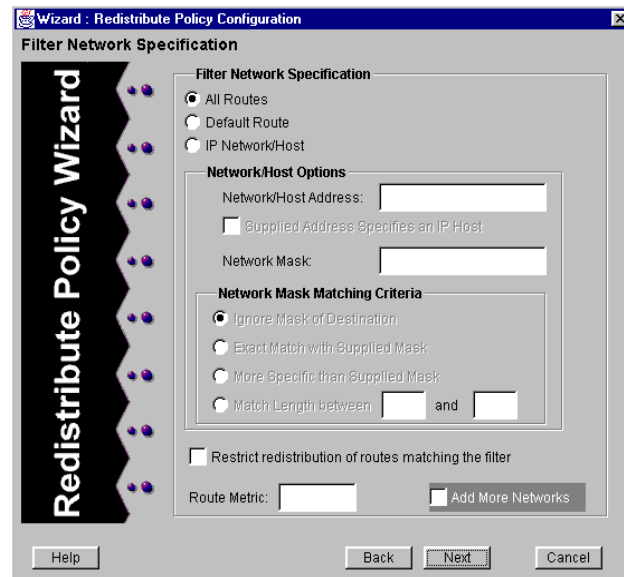 Wizard : Redistribute Policy Configuration
Filter Network Specification
Redistribute Policy Wizard
Filter Network Specification
All Routes
Default Route
IP Network/Host
Network/Host Options
Network/Host Address:
Supplied Address Specifies an IP Host
Network Mask:
Network Mask Matching Criteria
Ignore Mask of Destination
Exact Match with Supplied Mask
More Specific than Supplied Mask
Match Length between and
Restrict redistribution of routes matching the filter
Route Metric: Add More Networks
Help Back Next Cancel